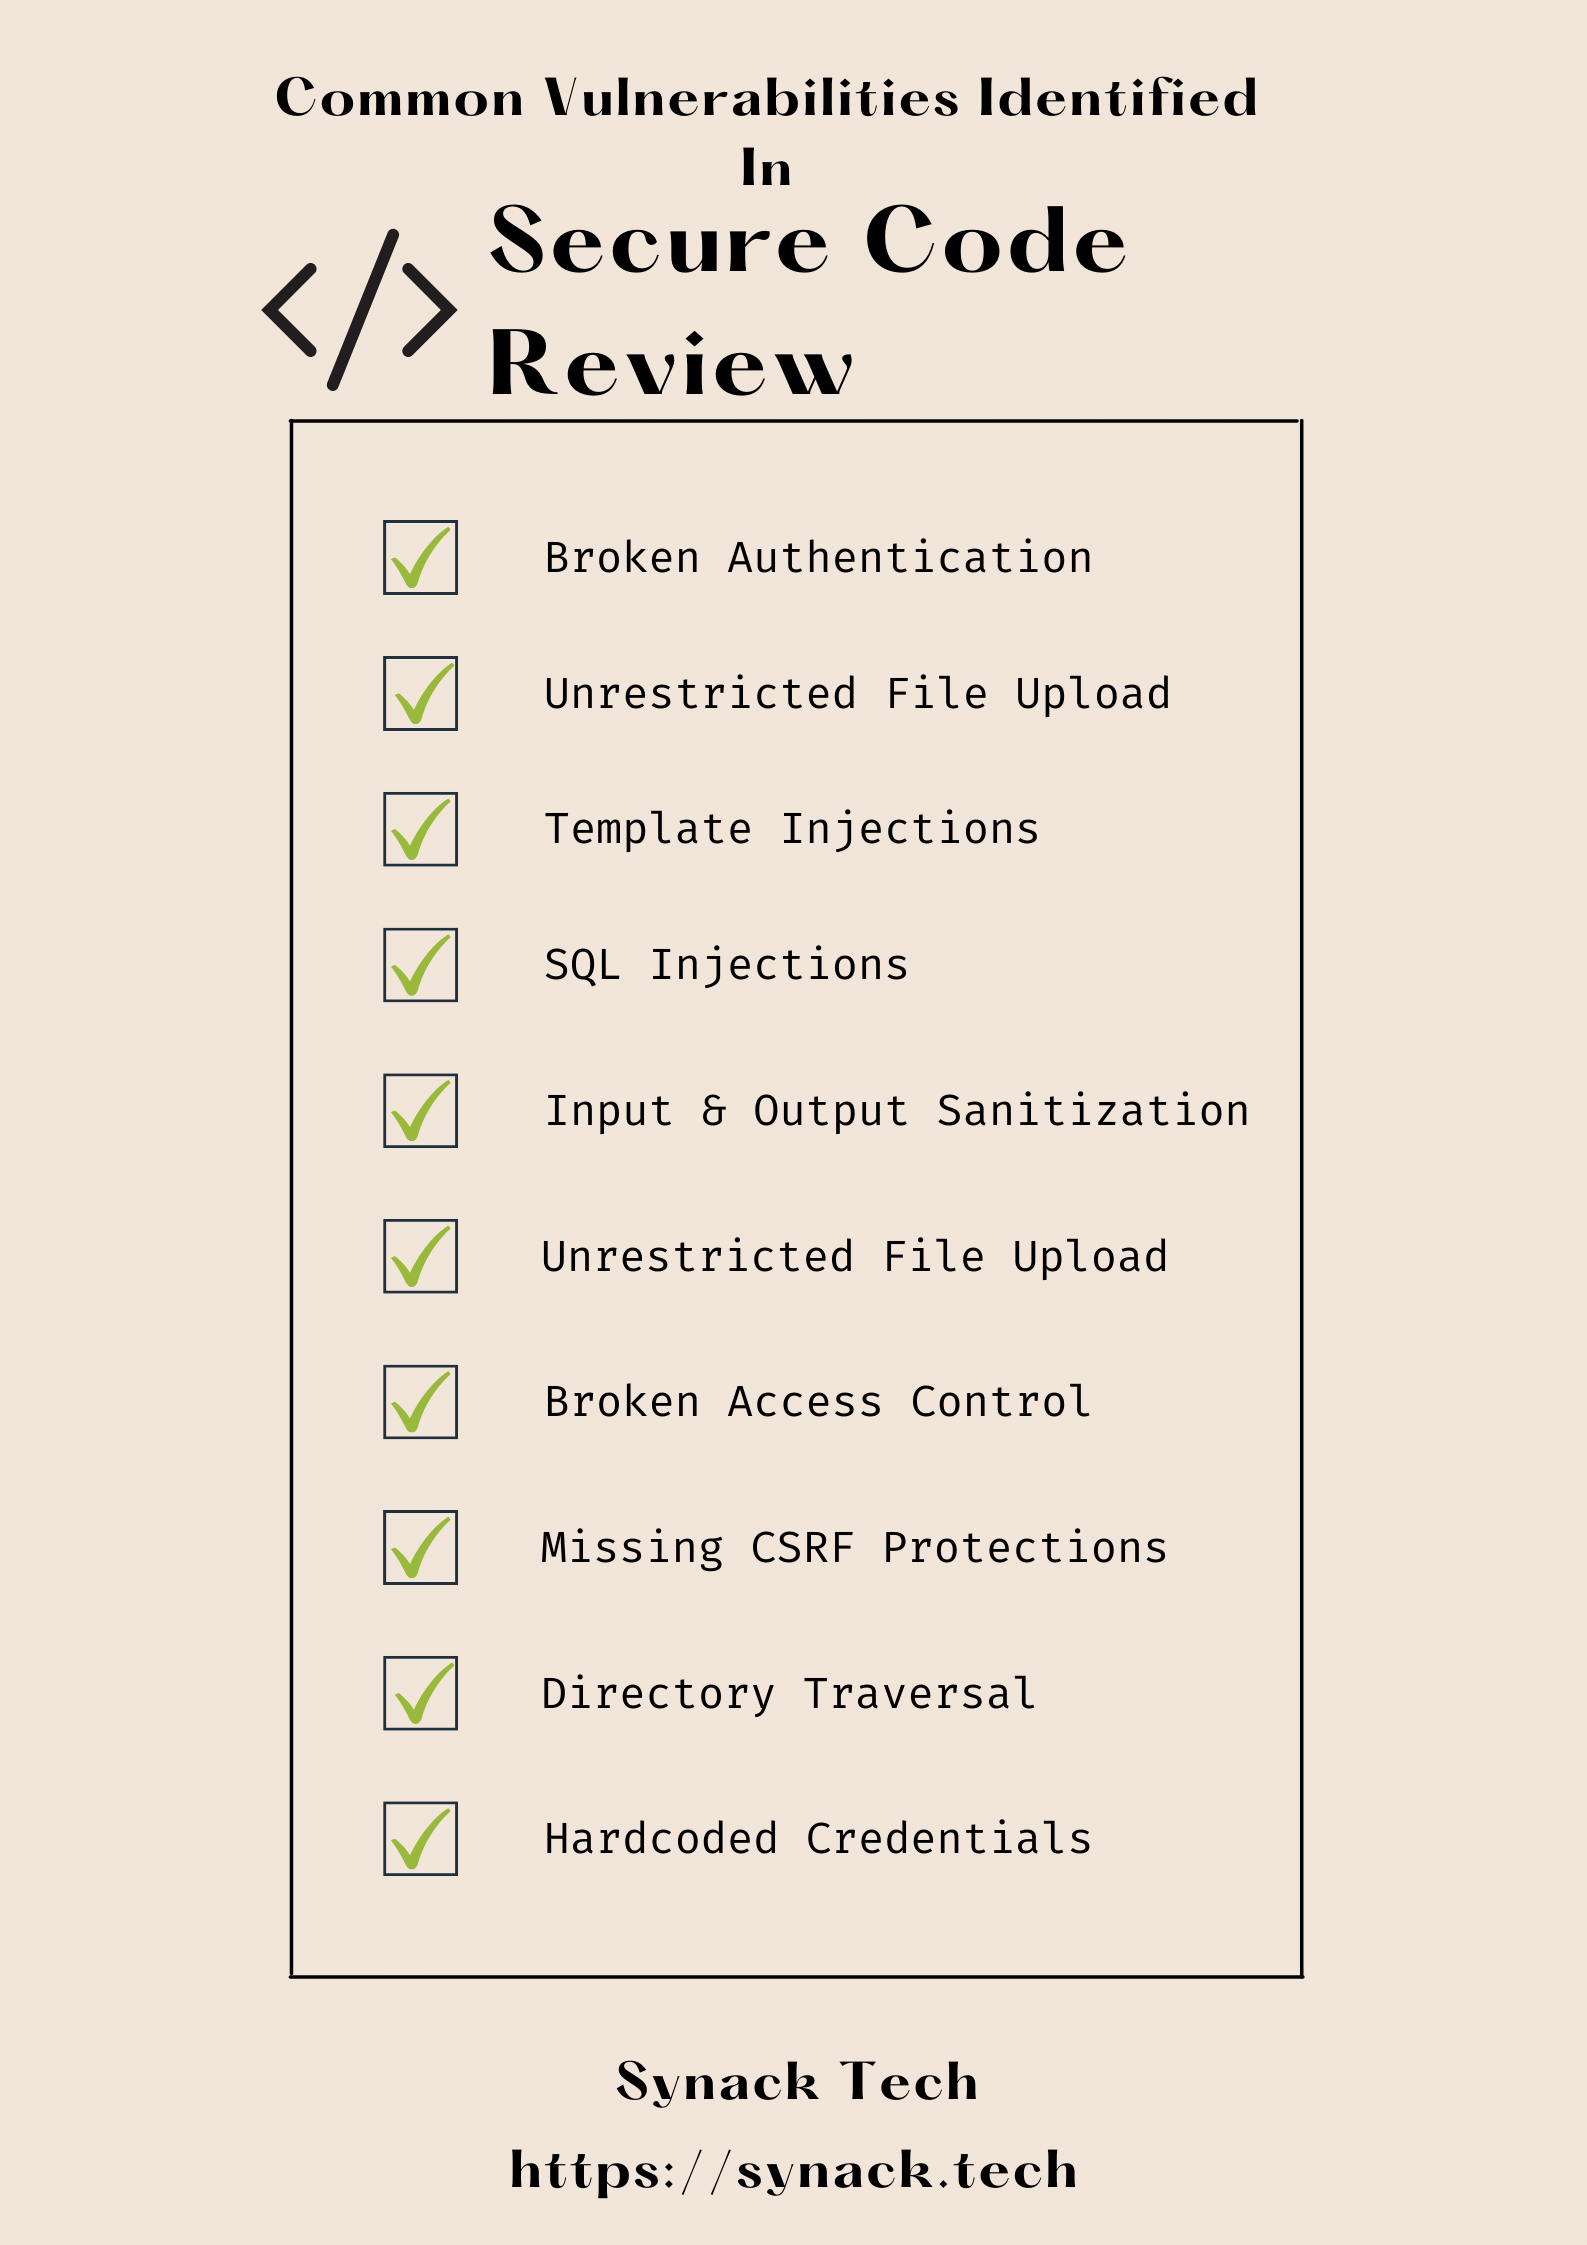 Common Vulnerabilities Identified
In
Secure Code
Review
Broken Authentication
Unrestricted File Upload
Template Injections
SQL Injections
Input & Output Sanitization
Unrestricted File Upload
Broken Access Control
Missing CSRF Protections
Directory Traversal
Hardcoded Credentials
Synack Tech
https://synack.tech